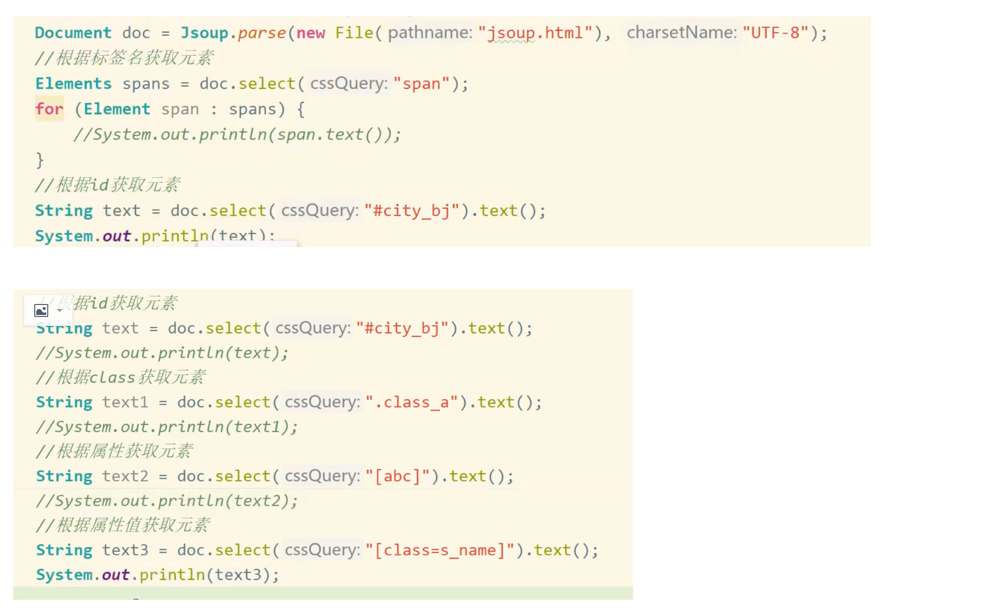 Document doc = Jsoup.parse(new File( pathname: "jsoup.html"), charsetName: "UTF-8");
//根据标签名获取元素
Elements spans = doc.select( cssQuery: "span");
for (Element span : spans) {
//System.out.println(span.text());
}
//根据id获取元素
String text = doc.select( cssQuery: "#city_bj").text();
System.out.println(text);
//根据id获取元素
String text = doc.select( cssQuery: "#city_bj").text();
//System.out.println(text);
//根据class获取元素
String text1 = doc.select( cssQuery: ".class_a").text();
//System.out.println(text1);
//根据属性获取元素
String text2 = doc.select( cssQuery: "[abc]").text();
//System.out.println(text2);
//根据属性值获取元素
String text3 = doc.select( cssQuery: "[class=s_name]").text();
System.out.println(text3);